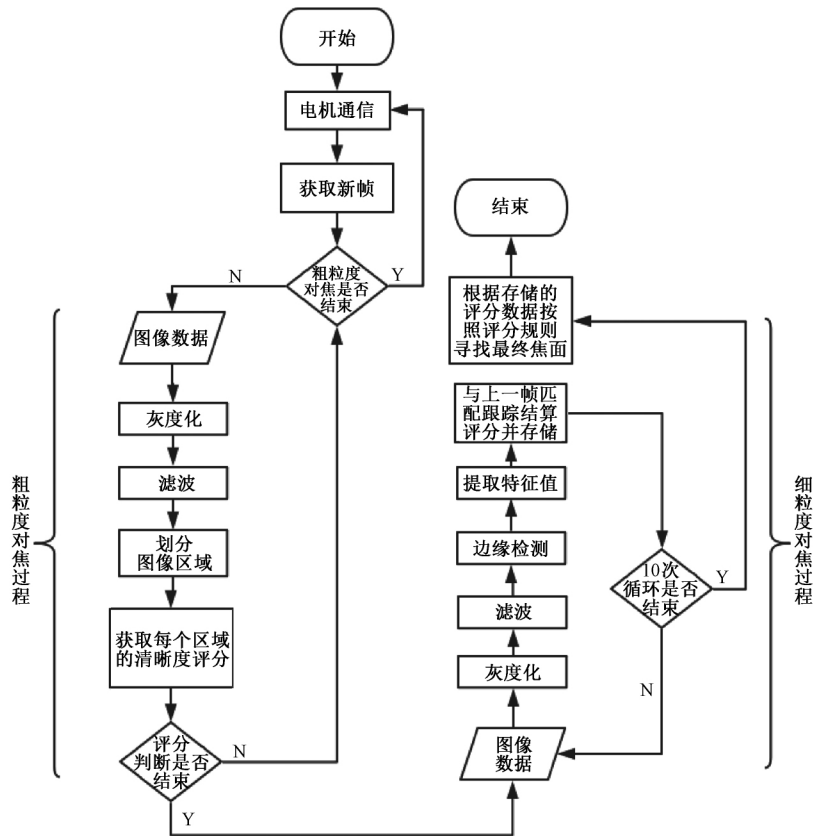 开始
电机通信
获取新帧
粗粒度
对焦是否
结束
N
Y
图像数据
灰度化
滤波
划分
图像区域
获取每个区域
的清晰度评分
评分
判断是否
结束
N
Y
粗粒度对焦过程
结束
根据存储的
评分数据按
照评分规则
寻找最终焦面
与上一帧匹
配跟踪结算
评分并存储
提取特征值
边缘检测
滤波
灰度化
图像
数据
10次
循环是否
结束
Y
N
细粒度对焦过程